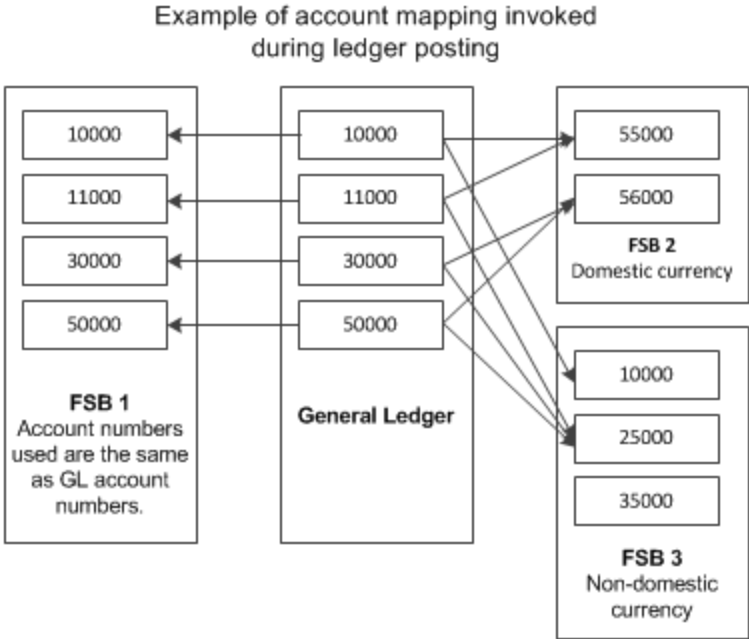 Example of account mapping invoked
during ledger posting
10000
11000
30000
50000
FSB 1
Account numbers
used are the same
as GL account
numbers.
10000
11000
30000
50000
General Ledger
55000
56000
FSB 2
Domestic currency
10000
25000
35000
FSB 3
Non-domestic
currency